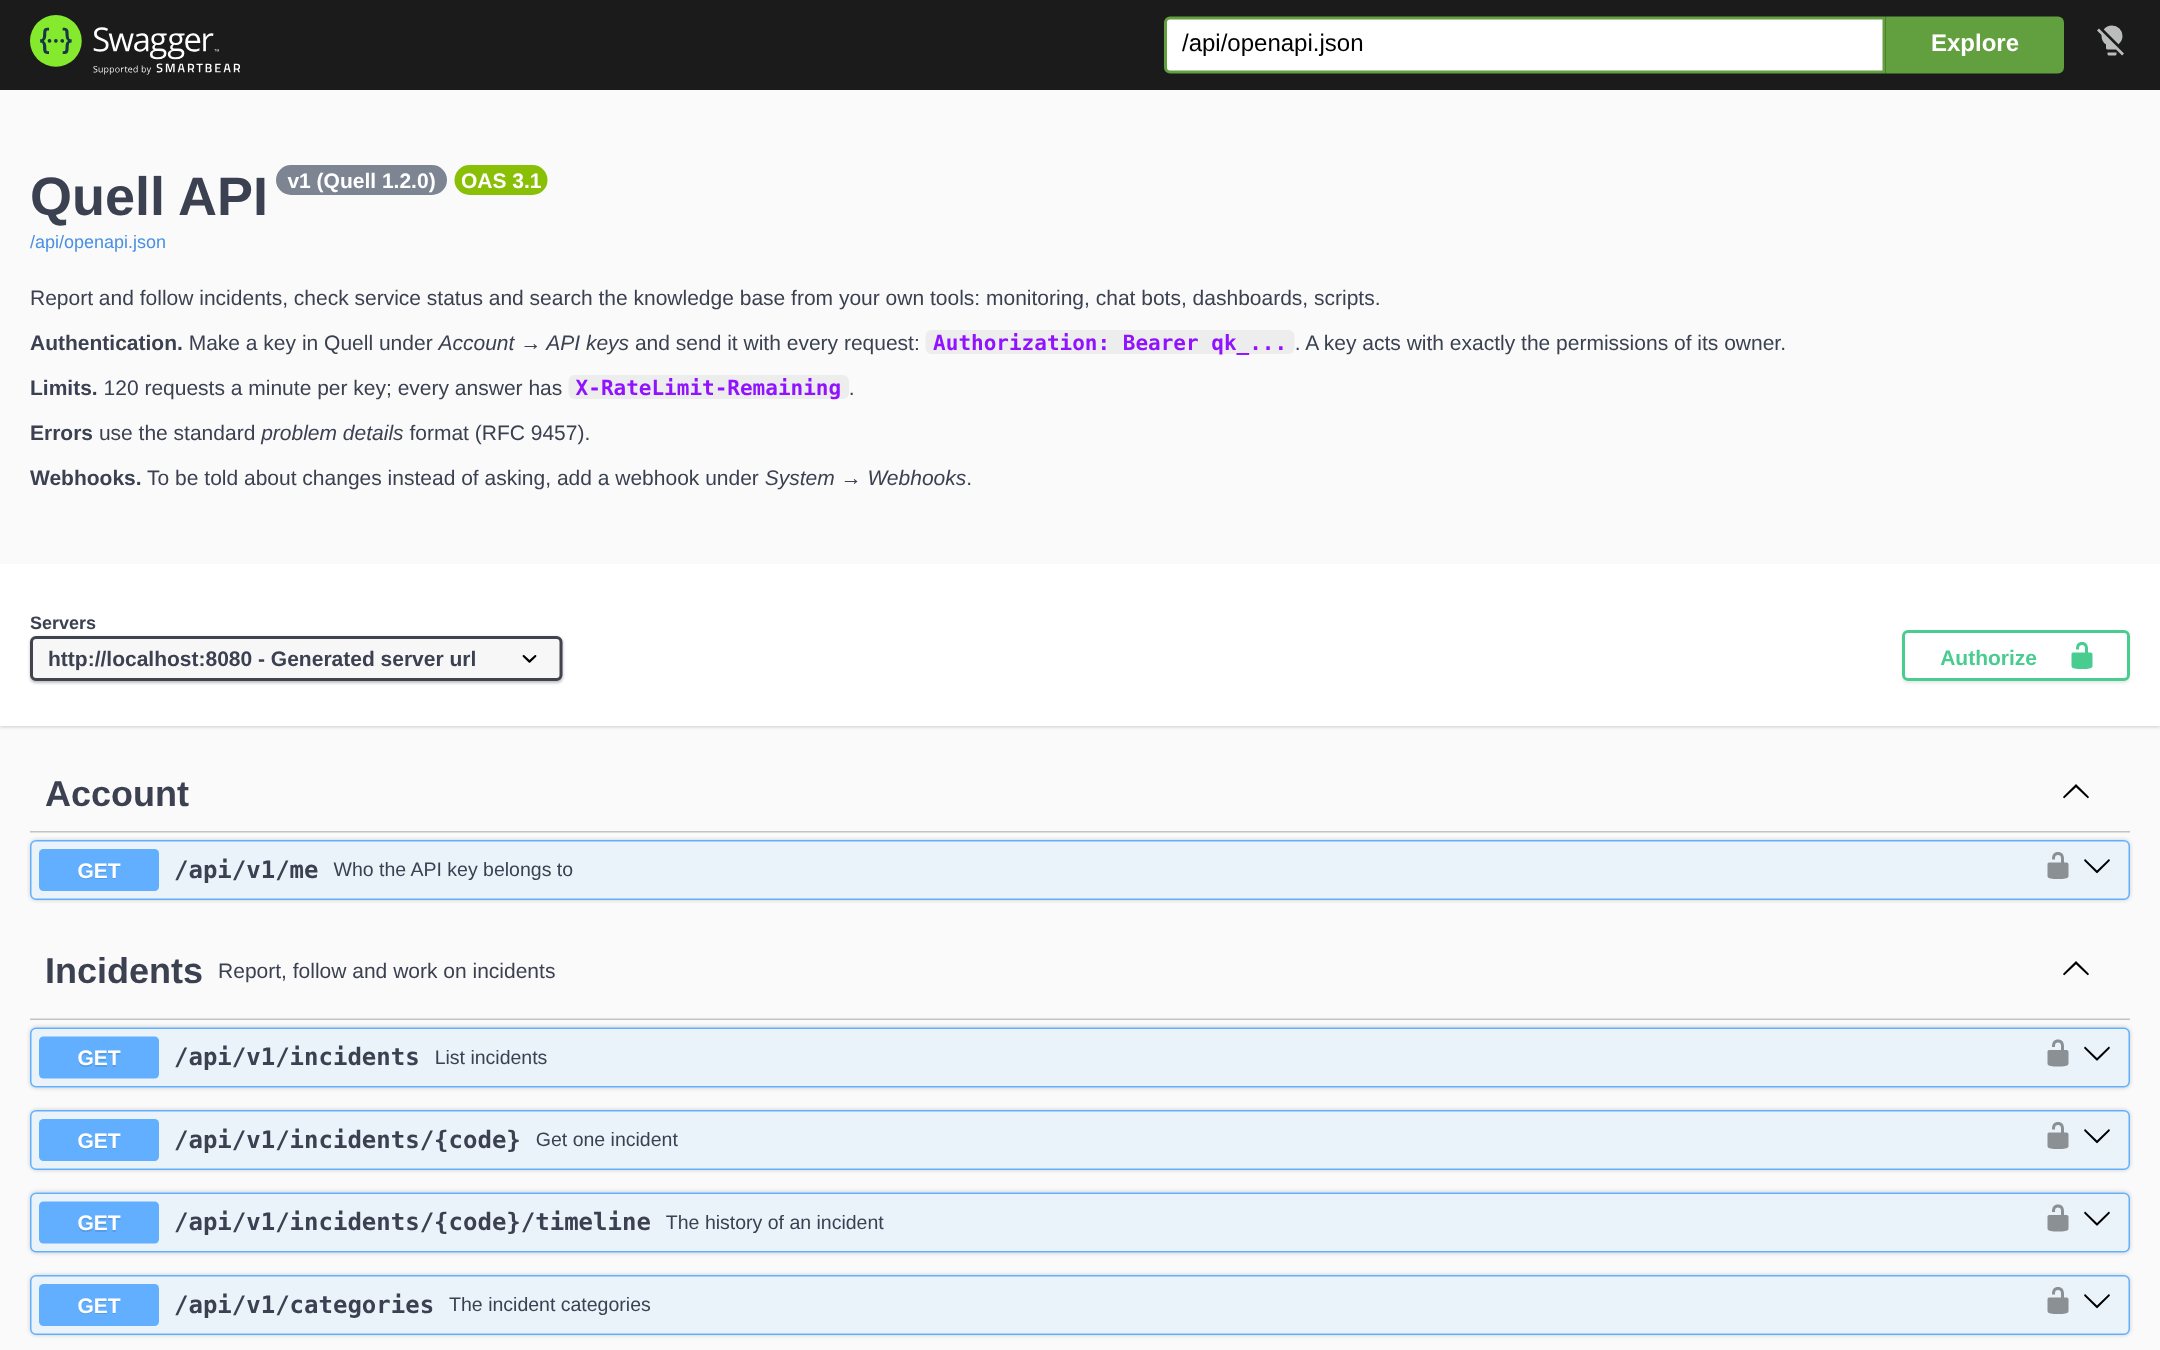 Swagger
Supported by SMARTBEAR
/api/openapi.json
Explore
Quell API v1 (Quell 1.2.0) OAS 3.1
/api/openapi.json
Report and follow incidents, check service status and search the knowledge base from your own tools: monitoring, chat bots, dashboards, scripts.
Authentication. Make a key in Quell under Account → API keys and send it with every request: Authorization: Bearer qk_... . A key acts with exactly the permissions of its owner.
Limits. 120 requests a minute per key; every answer has X-RateLimit-Remaining .
Errors use the standard problem details format (RFC 9457).
Webhooks. To be told about changes instead of asking, add a webhook under System → Webhooks.
Servers
http://localhost:8080 - Generated server url
Authorize
Account
GET /api/v1/me Who the API key belongs to
Incidents Report, follow and work on incidents
GET /api/v1/incidents List incidents
GET /api/v1/incidents/{code} Get one incident
GET /api/v1/incidents/{code}/timeline The history of an incident
GET /api/v1/categories The incident categories